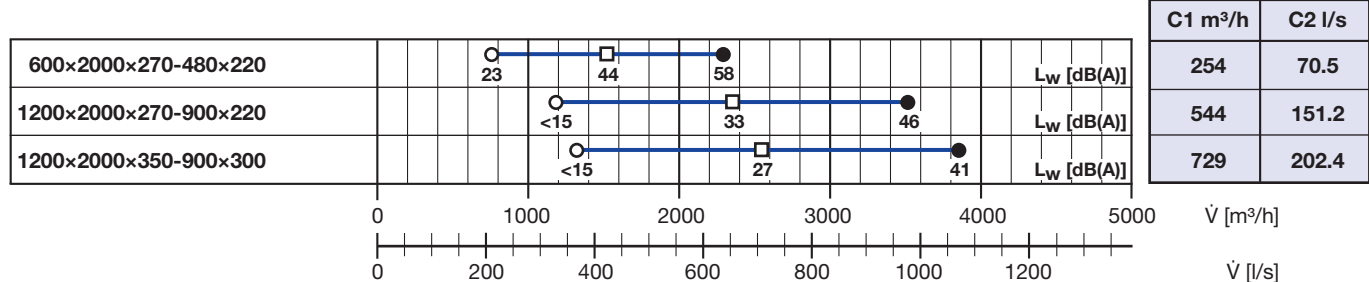 C1 m³/h C2 l/s
600×2000×270-480×220 23 44 58 LW [dB(A)] 254 70.5
1200×2000×270-900×220 <15 33 46 LW [dB(A)] 544 151.2
1200×2000×350-900×300 <15 27 41 LW [dB(A)] 729 202.4
0 1000 2000 3000 4000 5000 V̇ [m³/h]
0 200 400 600 800 1000 1200 V̇ [l/s]